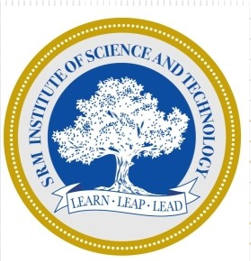 SRM INSTITUTE OF SCIENCE AND TECHNOLOGY
LEARN · LEAP · LEAD